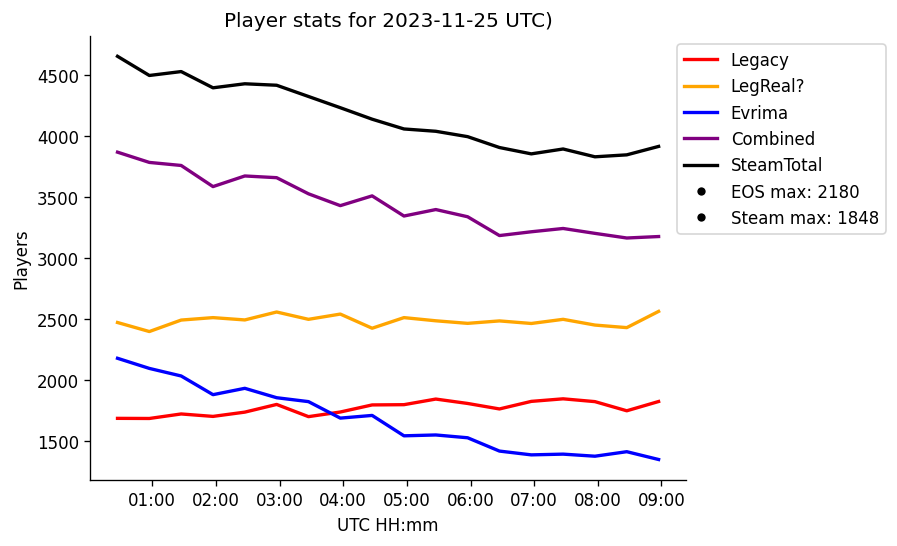 Player stats for 2023-11-25 UTC)
Legacy
LegReal?
Evrima
Combined
SteamTotal
EOS max: 2180
Steam max: 1848
Players
4500
4000
3500
3000
2500
2000
1500
01:00 02:00 03:00 04:00 05:00 06:00 07:00 08:00 09:00
UTC HH:mm